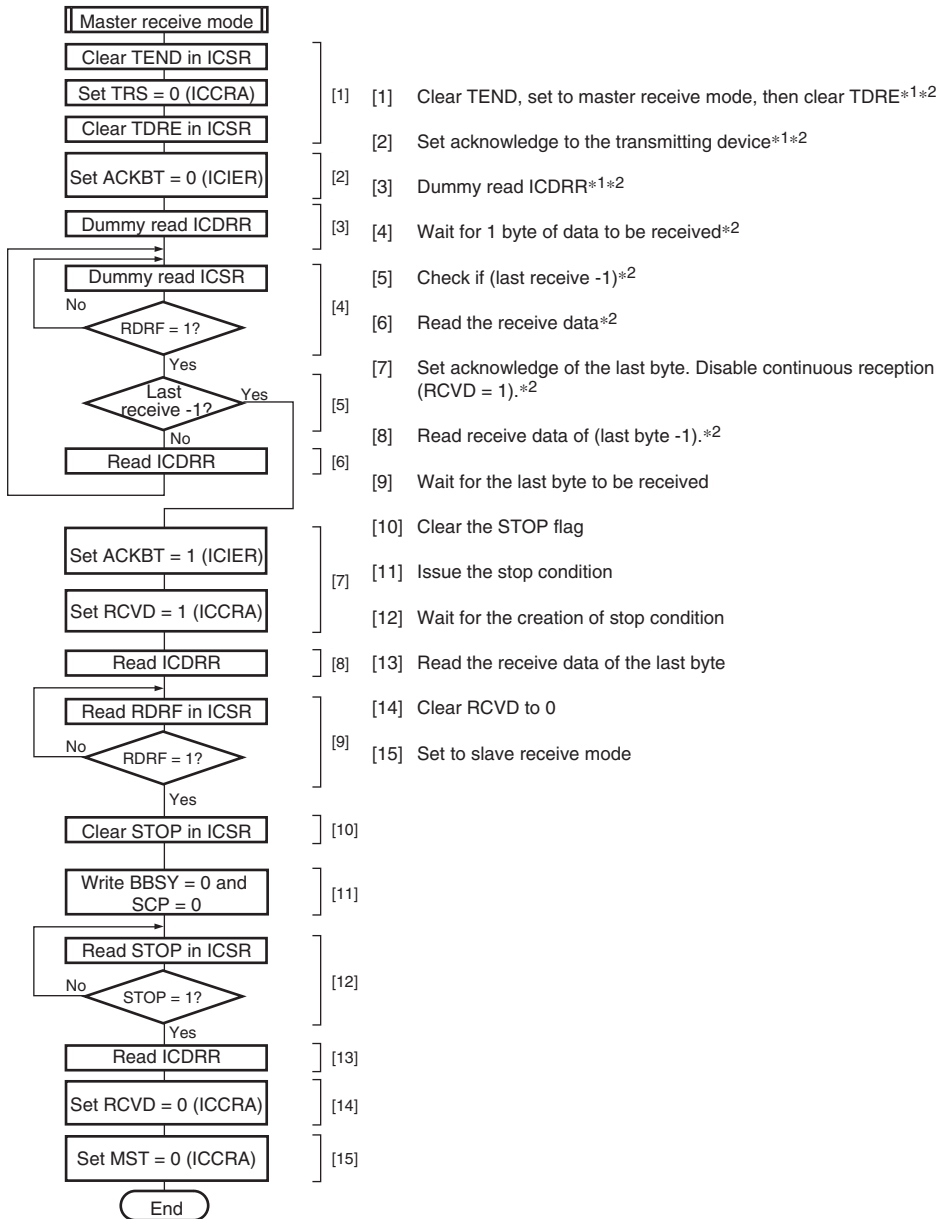 Master receive mode
Clear TEND in ICSR
Set TRS = 0 (ICCRA)
Clear TDRE in ICSR
[1]
Set ACKBT = 0 (ICIER)
[2]
Dummy read ICDRR
[3]
Dummy read ICSR
No
RDRF = 1?
[4]
Yes
Last
receive -1?
Yes
[5]
No
Read ICDRR
[6]
Set ACKBT = 1 (ICIER)
[7]
Set RCVD = 1 (ICCRA)
Read ICDRR
[8]
Read RDRF in ICSR
No
RDRF = 1?
[9]
Yes
Clear STOP in ICSR
[10]
Write BBSY = 0 and
SCP = 0
[11]
Read STOP in ICSR
No
STOP = 1?
[12]
Yes
Read ICDRR
[13]
Set RCVD = 0 (ICCRA)
[14]
Set MST = 0 (ICCRA)
[15]
End
[1] Clear TEND, set to master receive mode, then clear TDRE*1*2
[2] Set acknowledge to the transmitting device*1*2
[3] Dummy read ICDRR*1*2
[4] Wait for 1 byte of data to be received*2
[5] Check if (last receive -1)*2
[6] Read the receive data*2
[7] Set acknowledge of the last byte. Disable continuous reception
(RCVD = 1).*2
[8] Read receive data of (last byte -1).*2
[9] Wait for the last byte to be received
[10] Clear the STOP flag
[11] Issue the stop condition
[12] Wait for the creation of stop condition
[13] Read the receive data of the last byte
[14] Clear RCVD to 0
[15] Set to slave receive mode